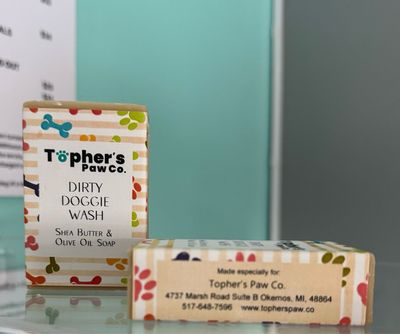 Topher's
Paw Co.
DIRTY
DOGGIE
WASH
SHEA BUTTER &
OLIVE OIL SOAP
Made especially for:
Topher's Paw Co.
4737 Marsh Road Suite B Okemos, MI, 48864
517-648-7596 www.topherspaw.co